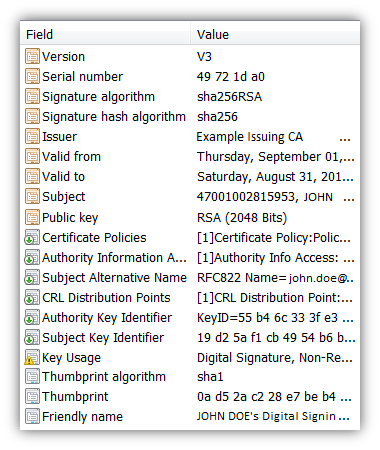 Field Value
Version V3
Serial number 49 72 1d a0
Signature algorithm sha256RSA
Signature hash algorithm sha256
Issuer Example Issuing CA ...
Valid from Thursday, September 01,...
Valid to Saturday, August 31, 201...
Subject 47001002815953, JOHN ...
Public key RSA (2048 Bits)
Certificate Policies [1]Certificate Policy:Polic...
Authority Information A... [1]Authority Info Access: ...
Subject Alternative Name RFC822 Name=john.doe@...
CRL Distribution Points [1]CRL Distribution Point: ...
Authority Key Identifier KeyID=55 b4 6c 33 3f e3 ...
Subject Key Identifier 19 d2 5a f1 cb 49 54 b6 b...
Key Usage Digital Signature, Non-Re...
Thumbprint algorithm sha1
Thumbprint 0a d5 2a c2 28 e7 be b4 ...
Friendly name JOHN DOE's Digital Signin ...